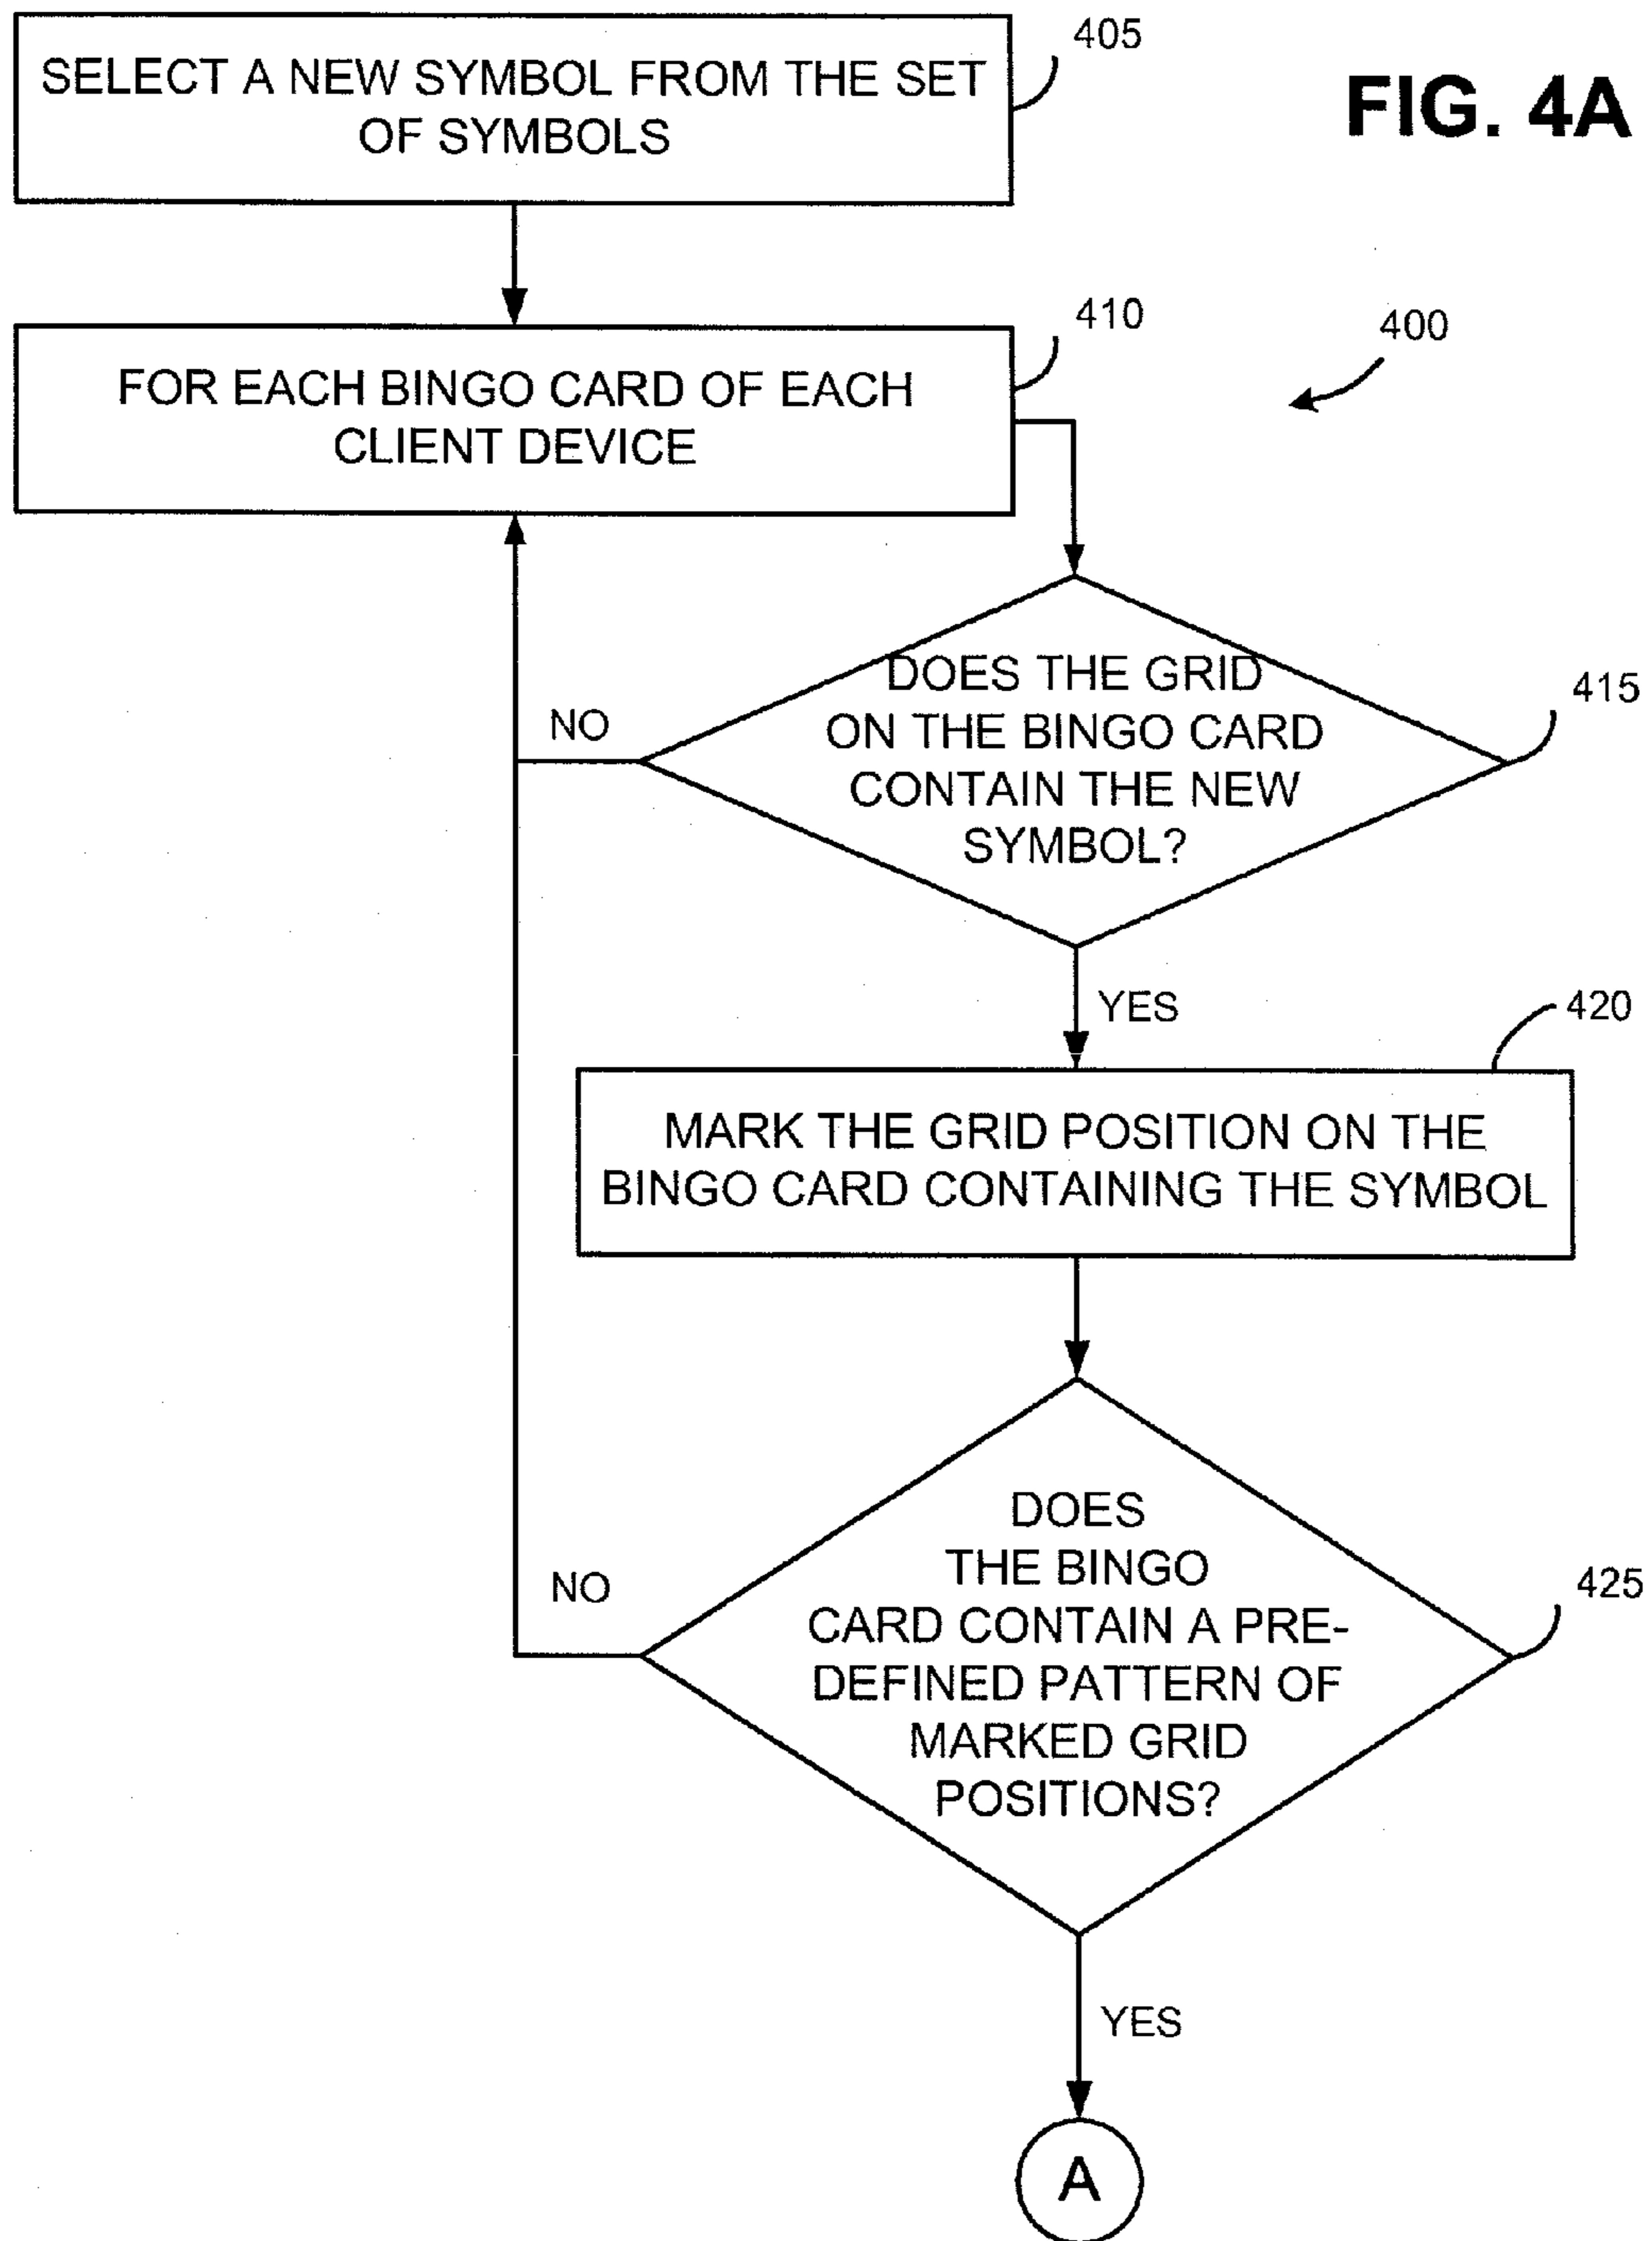 405
SELECT A NEW SYMBOL FROM THE SET
OF SYMBOLS
FIG. 4A
410
400
FOR EACH BINGO CARD OF EACH
CLIENT DEVICE
DOES THE GRID
ON THE BINGO CARD
CONTAIN THE NEW
SYMBOL?
415
NO
YES
420
MARK THE GRID POSITION ON THE
BINGO CARD CONTAINING THE SYMBOL
DOES
THE BINGO
CARD CONTAIN A PRE-
DEFINED PATTERN OF
MARKED GRID
POSITIONS?
425
NO
YES
A